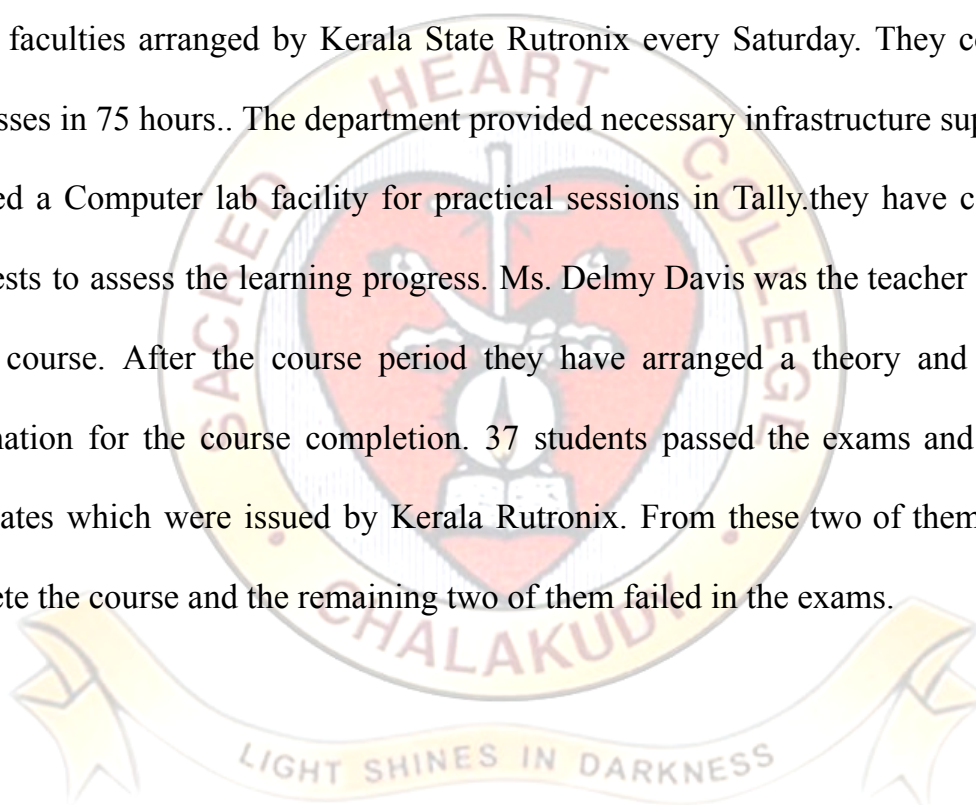 faculties arranged by Kerala State Rutronix every Saturday. They c
sses in 75 hours.. The department provided necessary infrastructure su
ed a Computer lab facility for practical sessions in Tally.they have c
ests to assess the learning progress. Ms. Delmy Davis was the teacher
course. After the course period they have arranged a theory and
nation for the course completion. 37 students passed the exams and
ates which were issued by Kerala Rutronix. From these two of them
ete the course and the remaining two of them failed in the exams.
SACRED HEART COLLEGE
CHALAKUDY
LIGHT SHINES IN DARKNESS